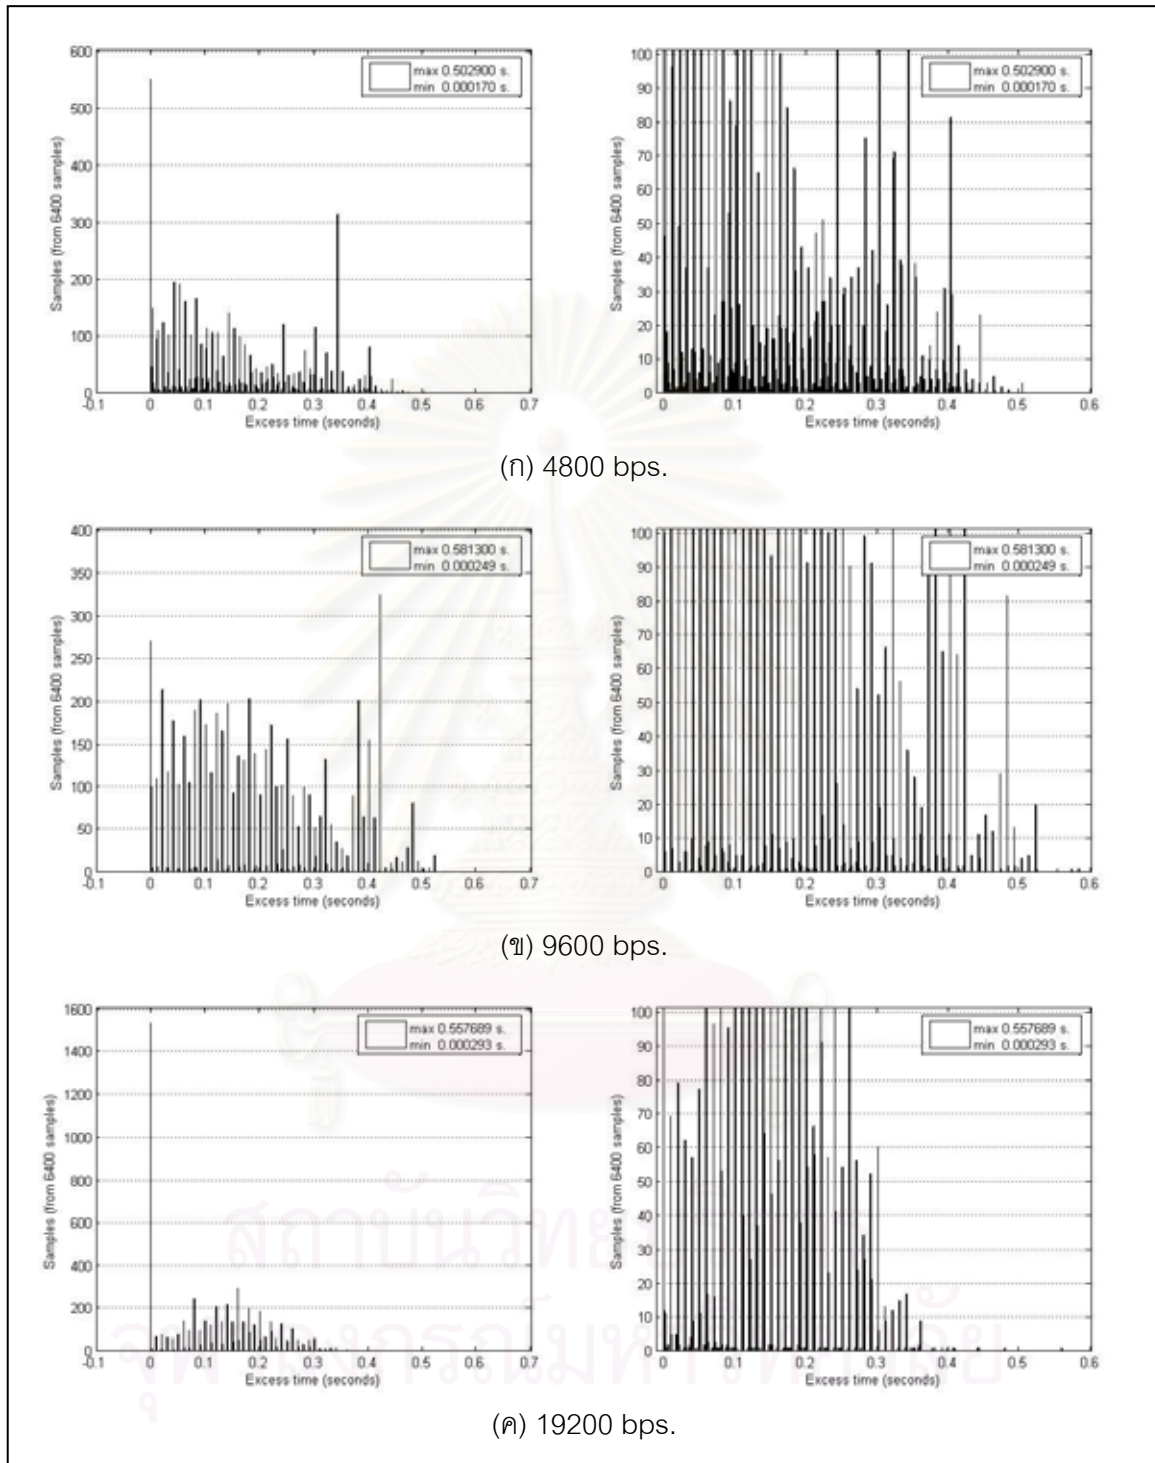 600
500
400
300
200
100
0
-0.1 0 0.1 0.2 0.3 0.4 0.5 0.6 0.7
Samples (from 6400 samples)
Excess time (seconds)
max 0.502900 s.
min 0.000170 s.
100
90
80
70
60
50
40
30
20
10
0
0 0.1 0.2 0.3 0.4 0.5 0.6
Samples (from 6400 samples)
Excess time (seconds)
max 0.502900 s.
min 0.000170 s.
(ก) 4800 bps.
400
350
300
250
200
150
100
50
0
-0.1 0 0.1 0.2 0.3 0.4 0.5 0.6 0.7
Samples (from 6400 samples)
Excess time (seconds)
max 0.581300 s.
min 0.000249 s.
100
90
80
70
60
50
40
30
20
10
0
0 0.1 0.2 0.3 0.4 0.5 0.6
Samples (from 6400 samples)
Excess time (seconds)
max 0.581300 s.
min 0.000249 s.
(ข) 9600 bps.
1600
1400
1200
1000
800
600
400
200
0
-0.1 0 0.1 0.2 0.3 0.4 0.5 0.6 0.7
Samples (from 6400 samples)
Excess time (seconds)
max 0.557689 s.
min 0.000293 s.
100
90
80
70
60
50
40
30
20
10
0
0 0.1 0.2 0.3 0.4 0.5 0.6
Samples (from 6400 samples)
Excess time (seconds)
max 0.557689 s.
min 0.000293 s.
(ค) 19200 bps.